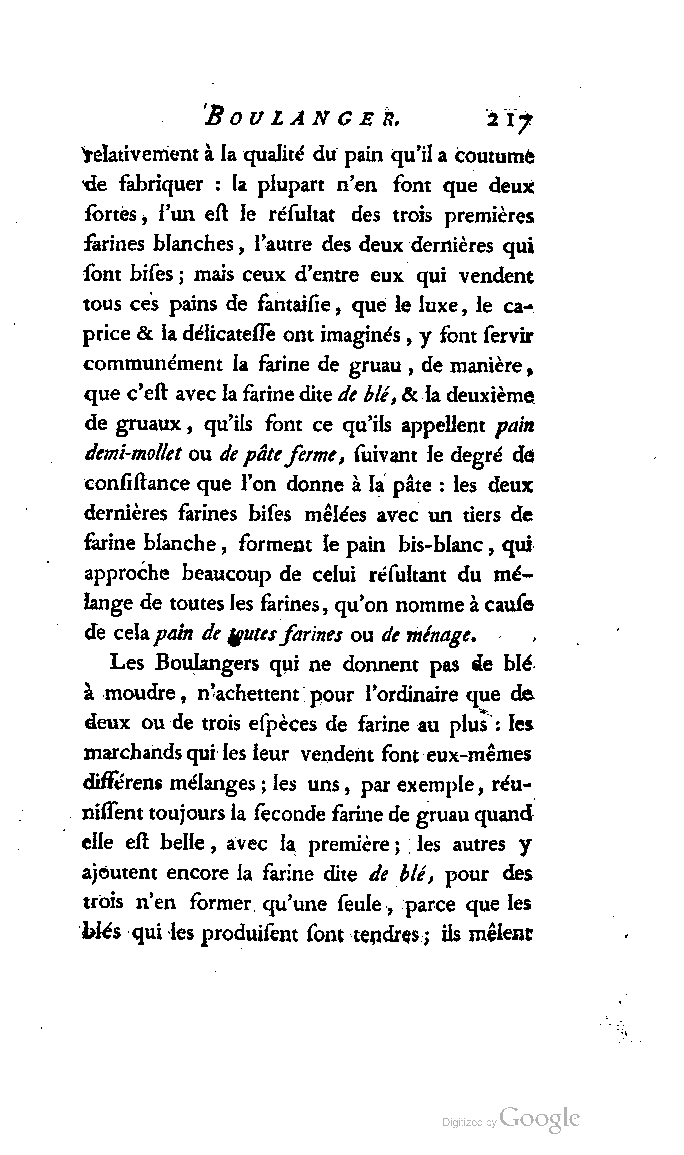 BOULANGER. 217
relativement à la qualité du pain qu'il a coutume
de fabriquer : la plupart n'en font que deux
ſortes, l'un eſt le réſultat des trois premières
farines blanches, l'autre des deux dernières qui
ſont biſes ; mais ceux d'entre eux qui vendent
tous ces pains de fantaiſie, que le luxe, le ca-
price & la délicateſſe ont imaginés, y font ſervir
communément la farine de gruau, de manière,
que c'eſt avec la farine dite de blé, & la deuxième
de gruaux, qu'ils font ce qu'ils appellent pain
demi-mollet ou de pâte ferme, ſuivant le degré de
conſiſtance que l'on donne à la pâte : les deux
dernières farines biſes mêlées avec un tiers de
farine blanche, forment le pain bis-blanc, qui
approche beaucoup de celui réſultant du mé-
lange de toutes les farines, qu'on nomme à cauſe
de cela pain de toutes farines ou de ménage.
Les Boulangers qui ne donnent pas de blé
à moudre, n'achettent pour l'ordinaire que de
deux ou de trois eſpèces de farine au plus : les
marchands qui les leur vendent font eux-mêmes
différens mélanges ; les uns, par exemple, réu-
niſſent toujours la ſeconde farine de gruau quand
elle eſt belle, avec la première ; les autres y
ajoutent encore la farine dite de blé, pour des
trois n'en former qu'une ſeule, parce que les
blés qui les produiſent ſont tendres ; ils mêlent
Digitized by Google